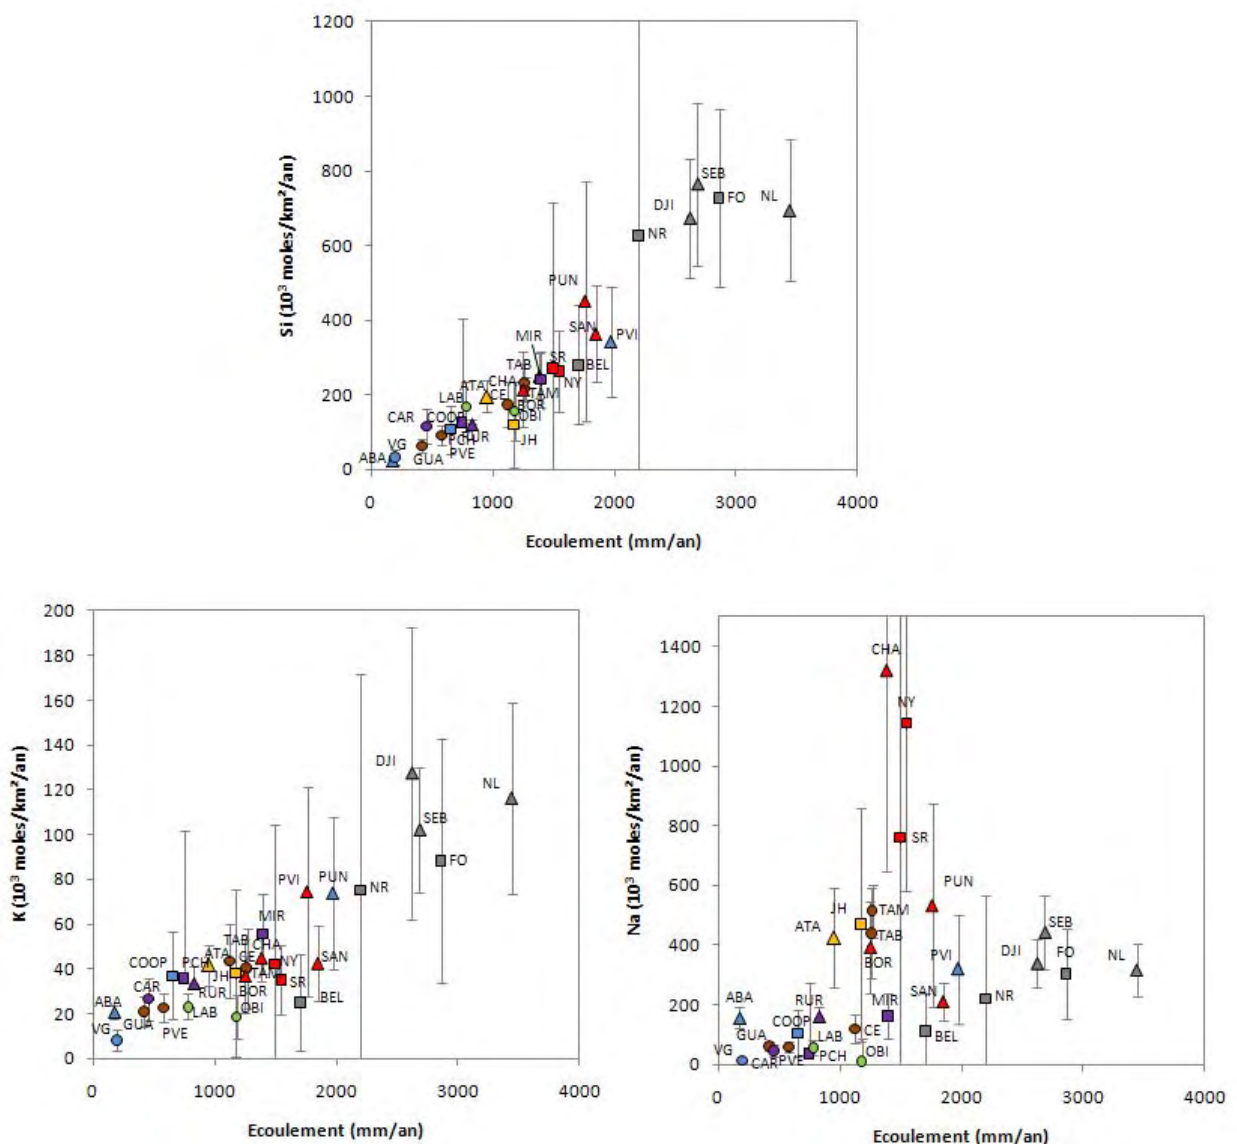 Si (10³ moles/km²/an)
1200
1000
800
600
400
200
0
0
1000
2000
3000
4000
Ecoulement (mm/an)
SEB
DJI
FO
NL
NR
PUN
SAN
PVI
MIR
SR
TAB
BEL
CHA
NY
ATA
CE
TAM
LAB
BOR
CAR
COOP
OBI
PCH
RUR
JH
VG
PVE
ABA
GUA
K (10³ moles/km²/an)
200
180
160
140
120
100
80
60
40
20
0
0
1000
2000
3000
4000
Ecoulement (mm/an)
DJI
NL
SEB
FO
PVI
PUN
NR
MIR
TAB
CHA
ATA
CE
SAN
COOP
PCH
NY
JH
TAM
CAR
SR
RUR
BOR
BEL
ABA
LAB
OBI
GUA
VG
PVE
Na (10³ moles/km²/an)
1400
1200
1000
800
600
400
200
0
0
1000
2000
3000
4000
Ecoulement (mm/an)
CHA
NY
SR
PUN
JH
TAM
ATA
TAB
SEB
BOR
PVI
DJI
FO
NL
ABA
RUR
MIR
SAN
NR
COOP
GUA
LAB
CE
BEL
VG
OBI
PVE
PCH
CAR